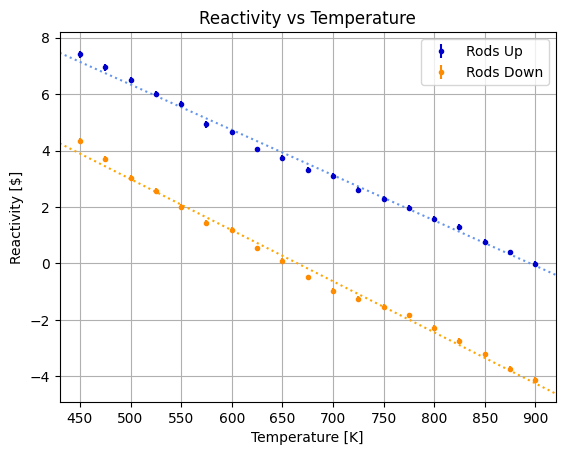 Reactivity vs Temperature
Rods Up
Rods Down
Reactivity [$]
8
6
4
2
0
−2
−4
450 500 550 600 650 700 750 800 850 900
Temperature [K]